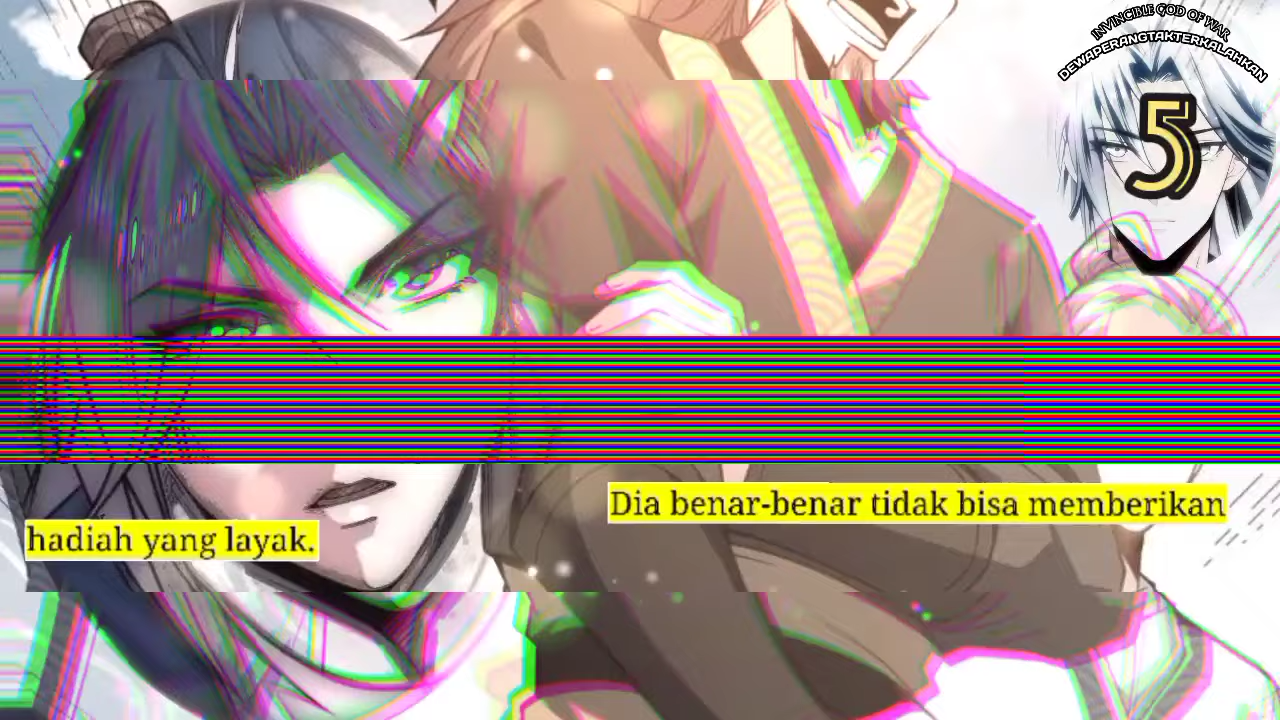 INVINCIBLE GOD OF WAR
DEWAPERANGTAKTERKALAHKAN
5
Dia benar-benar tidak bisa memberikan
hadiah yang layak.